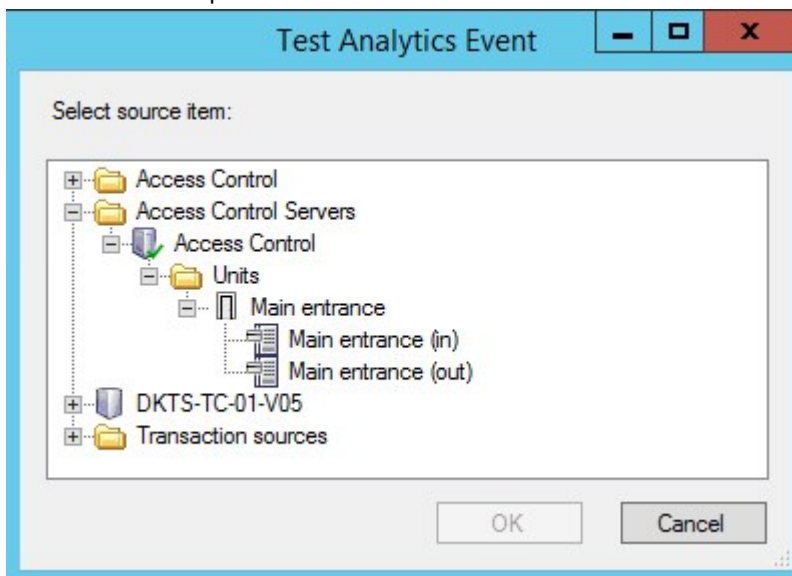 Test Analytics Event
Select source item:
Access Control
Access Control Servers
Access Control
Units
Main entrance
Main entrance (in)
Main entrance (out)
DKTS-TC-01-V05
Transaction sources
OK
Cancel